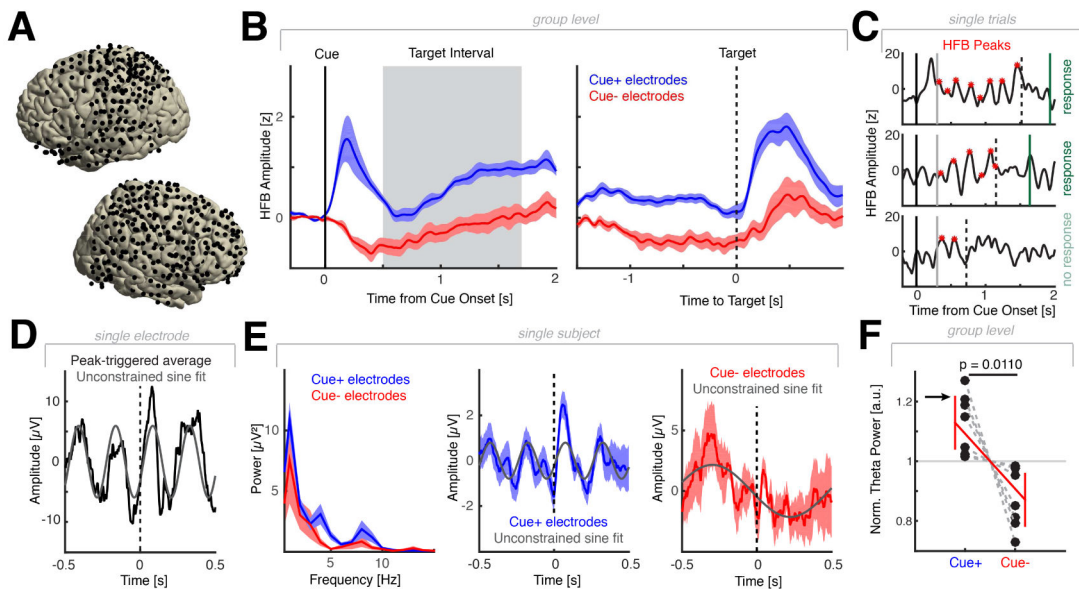 A
B
group level
Cue
Target Interval
Target
Cue+ electrodes
Cue- electrodes
HFB Amplitude [z]
2
1
0
0
1
2
Time from Cue Onset [s]
-1
0
Time to Target [s]
C
single trials
HFB Peaks
HFB Amplitude [z]
20
10
0
response
response
no response
0
1
2
Time from Cue Onset [s]
D
single electrode
Peak-triggered average
Unconstrained sine fit
Amplitude [µV]
10
5
0
-5
-10
-0.5
0
0.5
Time [s]
E
single subject
Cue+ electrodes
Cue- electrodes
Power [µV²]
10
5
5
10
Frequency [Hz]
Amplitude [µV]
2
0
-2
Cue+ electrodes
Unconstrained sine fit
-0.5
0
0.5
Time [s]
Cue- electrodes
Unconstrained sine fit
Amplitude [µV]
5
0
-0.5
0
0.5
Time [s]
F
group level
p = 0.0110
Norm. Theta Power [a.u.]
1.2
1
0.8
Cue+
Cue-